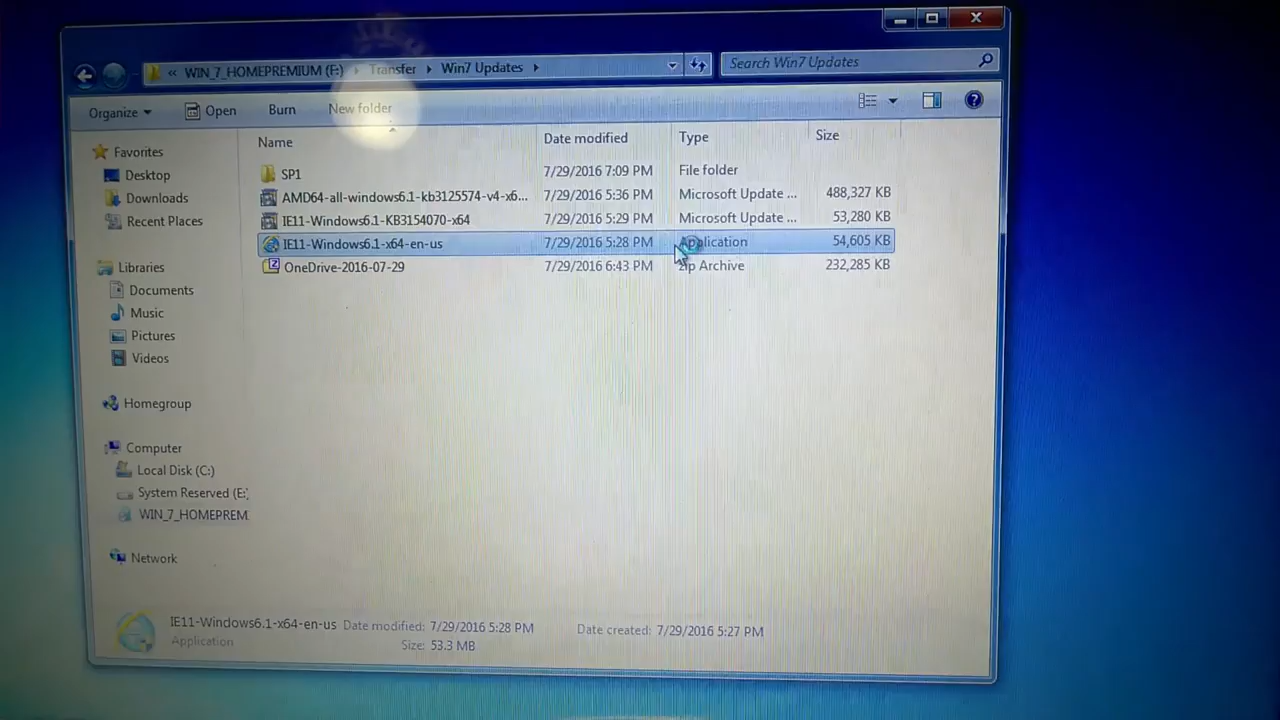 « WIN_7_HOMEPREMIUM (F:) Transfer Win7 Updates
Search Win7 Updates
Organize Open Burn New folder
Name Date modified Type Size
SP1 7/29/2016 7:09 PM File folder
AMD64-all-windows6.1-kb3125574-v4-x6... 7/29/2016 5:36 PM Microsoft Update ... 488,327 KB
IE11-Windows6.1-KB3154070-x64 7/29/2016 5:29 PM Microsoft Update ... 53,280 KB
IE11-Windows6.1-x64-en-us 7/29/2016 5:28 PM Application 54,605 KB
OneDrive-2016-07-29 7/29/2016 6:43 PM zip Archive 232,285 KB
Favorites
Desktop
Downloads
Recent Places
Libraries
Documents
Music
Pictures
Videos
Homegroup
Computer
Local Disk (C:)
System Reserved (E:)
WIN_7_HOMEPREM
Network
IE11-Windows6.1-x64-en-us Date modified: 7/29/2016 5:28 PM Date created: 7/29/2016 5:27 PM
Application Size: 53.3 MB